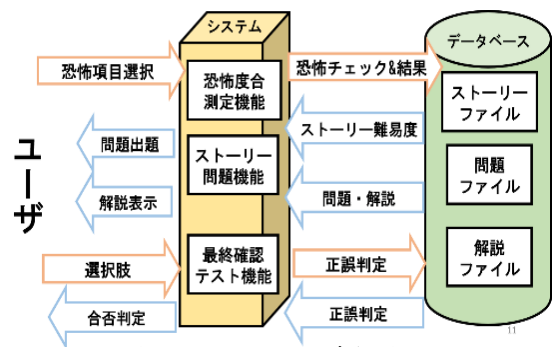 システム
データベース
恐怖項目選択
恐怖度合
測定機能
恐怖チェック&結果
ストーリー
ファイル
ストーリー難易度
問題出題
ストーリー
問題機能
問題
ファイル
ユーザ
解説表示
問題・解説
選択肢
最終確認
テスト機能
正誤判定
解説
ファイル
合否判定
正誤判定
11